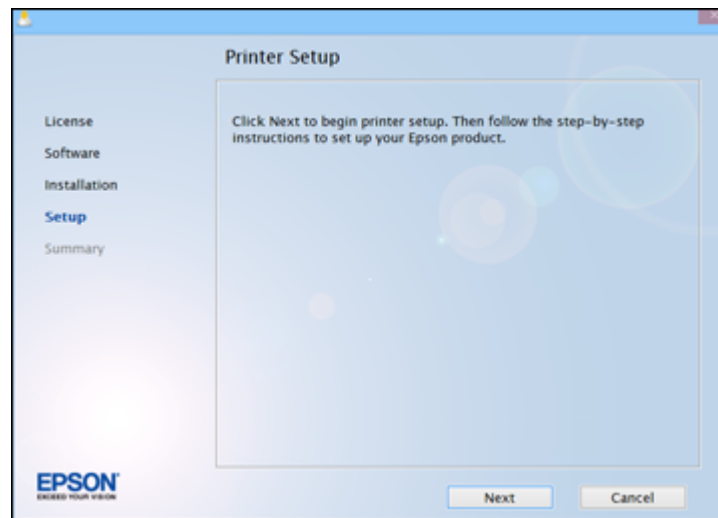 Printer Setup
License
Software
Installation
Setup
Summary
Click Next to begin printer setup. Then follow the step-by-step
instructions to set up your Epson product.
EPSON
EXCEED YOUR VISION
Next
Cancel